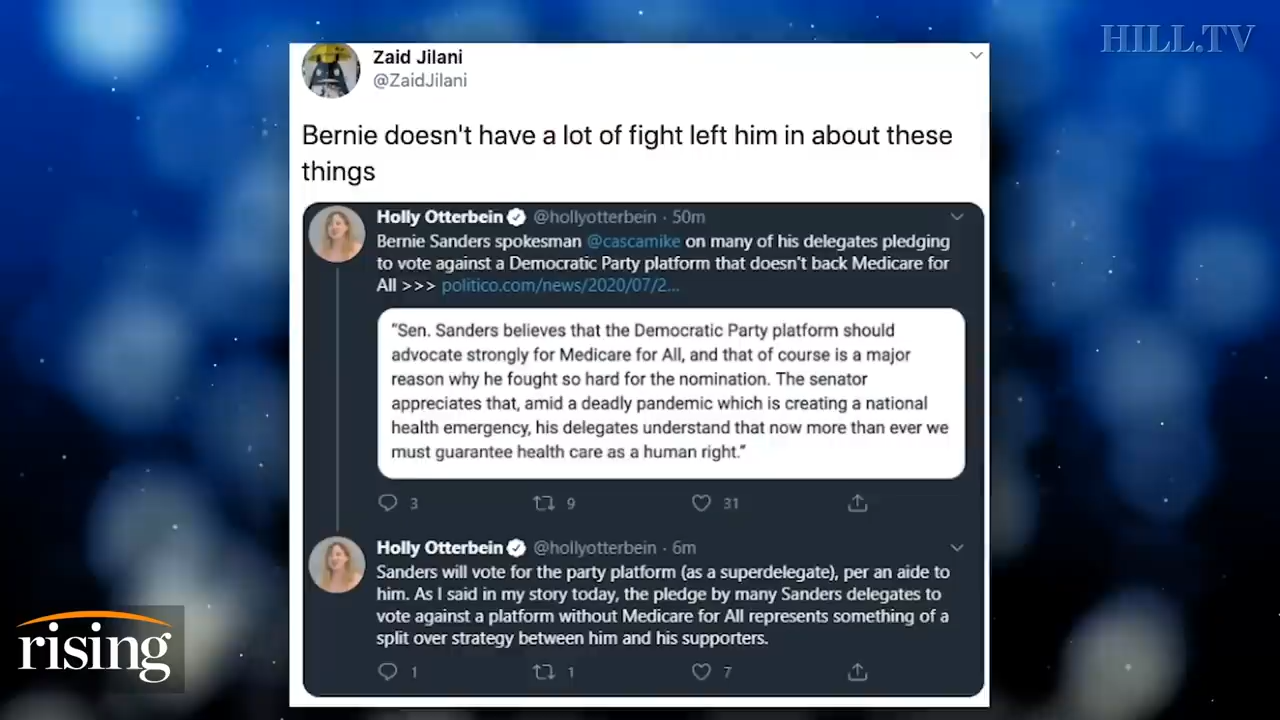 HILL.TV
Zaid Jilani
@ZaidJilani
Bernie doesn't have a lot of fight left him in about these
things
Holly Otterbein @hollyotterbein · 50m
Bernie Sanders spokesman @cascamike on many of his delegates pledging
to vote against a Democratic Party platform that doesn't back Medicare for
All >>> politico.com/news/2020/07/2...
"Sen. Sanders believes that the Democratic Party platform should
advocate strongly for Medicare for All, and that of course is a major
reason why he fought so hard for the nomination. The senator
appreciates that, amid a deadly pandemic which is creating a national
health emergency, his delegates understand that now more than ever we
must guarantee health care as a human right."
3 9 31
Holly Otterbein @hollyotterbein · 6m
Sanders will vote for the party platform (as a superdelegate), per an aide to
him. As I said in my story today, the pledge by many Sanders delegates to
vote against a platform without Medicare for All represents something of a
split over strategy between him and his supporters.
1 1 7
rising